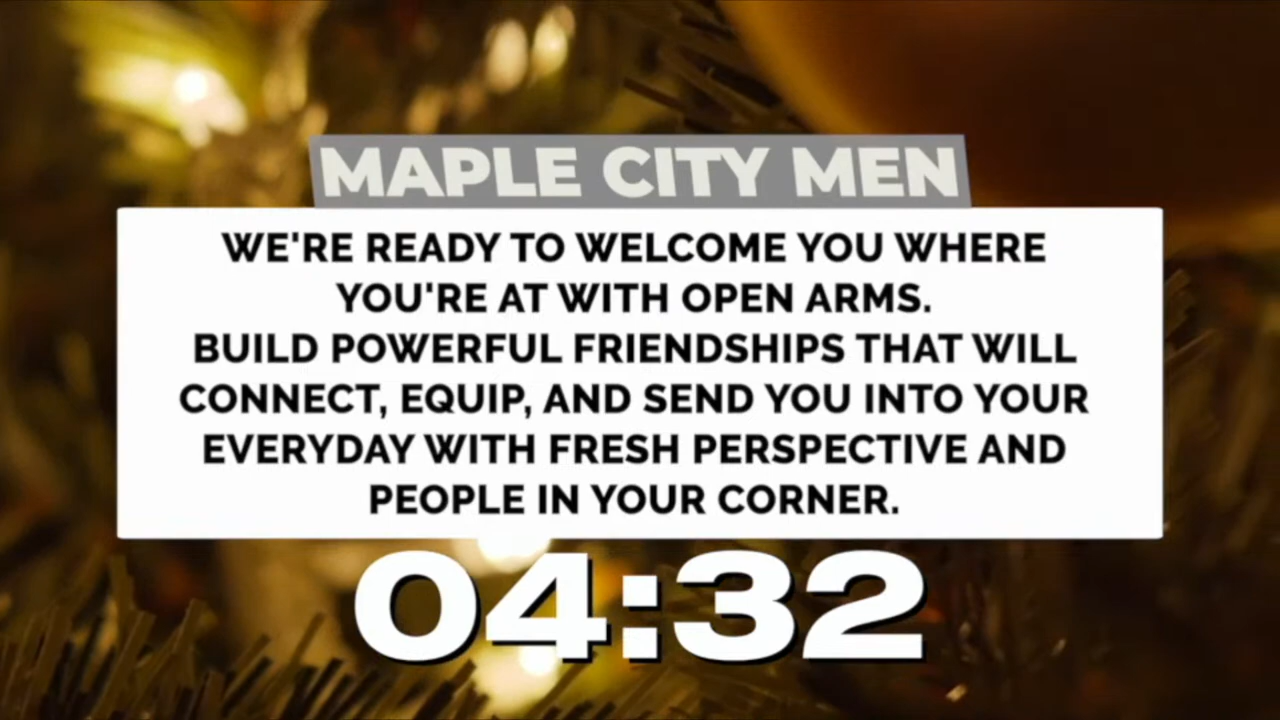 MAPLE CITY MEN
WE'RE READY TO WELCOME YOU WHERE
YOU'RE AT WITH OPEN ARMS.
BUILD POWERFUL FRIENDSHIPS THAT WILL
CONNECT, EQUIP, AND SEND YOU INTO YOUR
EVERYDAY WITH FRESH PERSPECTIVE AND
PEOPLE IN YOUR CORNER.
04:32